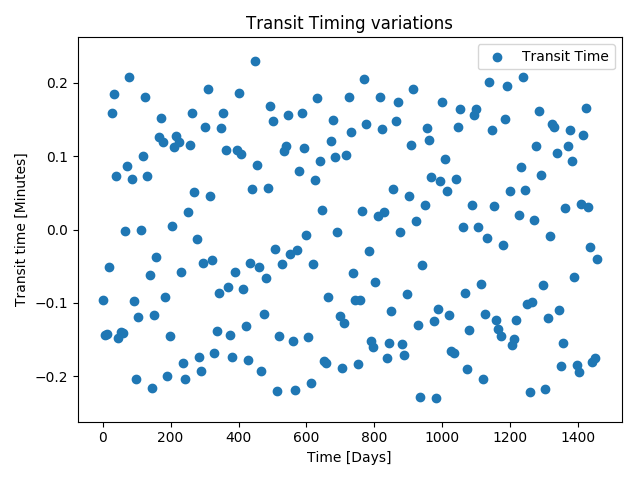 Transit Timing variations
Transit Time
Transit time [Minutes]
0.2
0.1
0.0
−0.1
−0.2
0 200 400 600 800 1000 1200 1400
Time [Days]